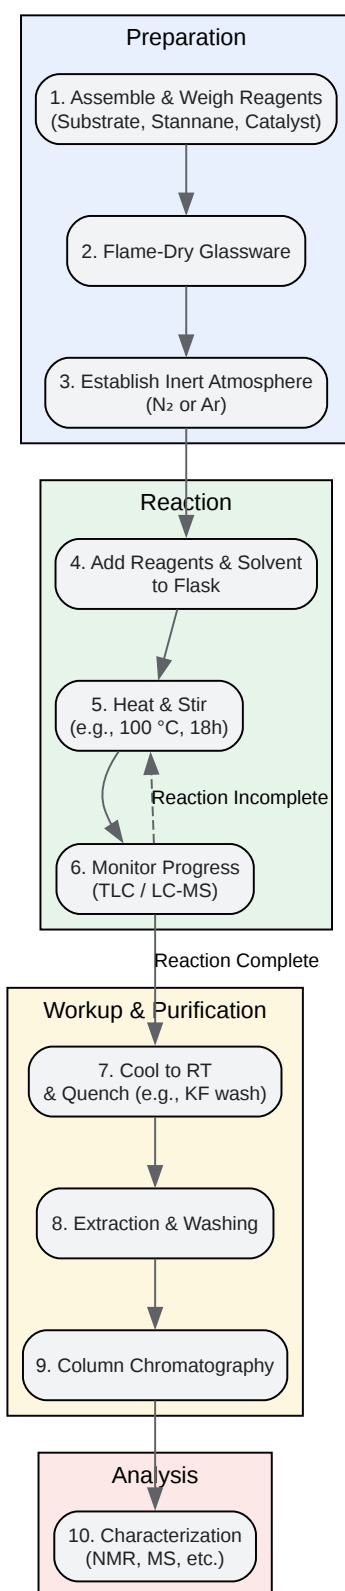 Preparation
1. Assemble & Weigh Reagents
(Substrate, Stannane, Catalyst)
2. Flame-Dry Glassware
3. Establish Inert Atmosphere
(N₂ or Ar)
Reaction
4. Add Reagents & Solvent
to Flask
5. Heat & Stir
(e.g., 100 °C, 18h)
Reaction Incomplete
6. Monitor Progress
(TLC / LC-MS)
Reaction Complete
Workup & Purification
7. Cool to RT
& Quench (e.g., KF wash)
8. Extraction & Washing
9. Column Chromatography
Analysis
10. Characterization
(NMR, MS, etc.)